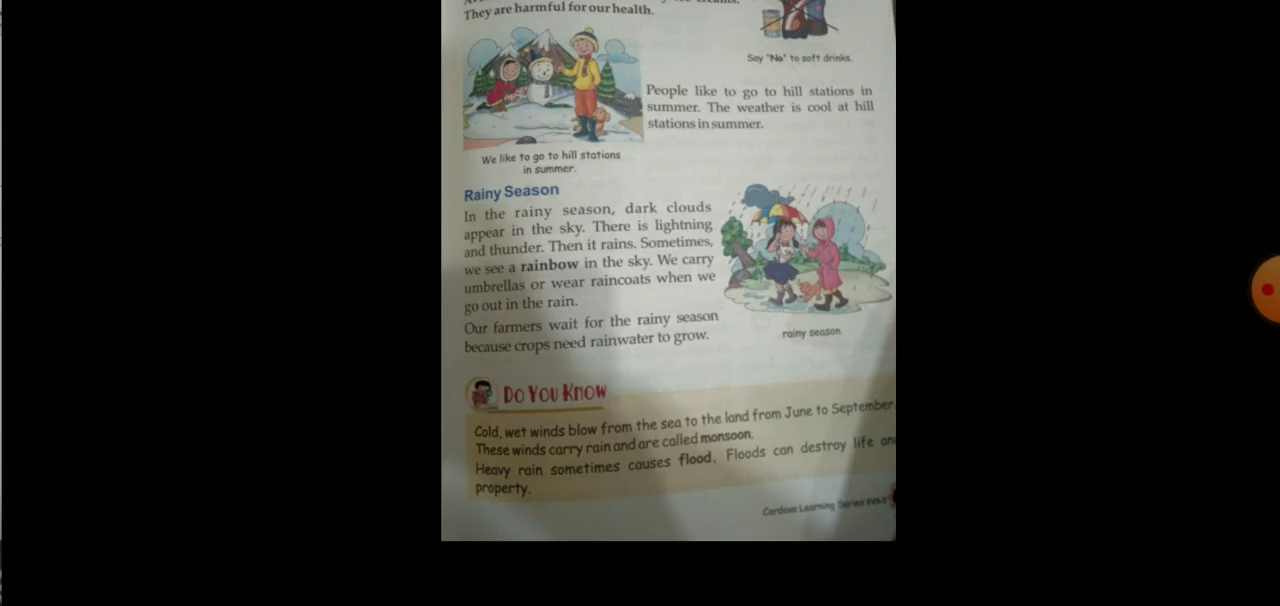 They are harmful for our health.
Say 'No' to soft drinks.
People like to go to hill stations in
summer. The weather is cool at hill
stations in summer.
We like to go to hill stations
in summer.
Rainy Season
In the rainy season, dark clouds
appear in the sky. There is lightning
and thunder. Then it rains. Sometimes,
we see a rainbow in the sky. We carry
umbrellas or wear raincoats when we
go out in the rain.
Our farmers wait for the rainy season
because crops need rainwater to grow.
rainy season
Do You Know
Cold, wet winds blow from the sea to the land from June to September.
These winds carry rain and are called monsoon.
Heavy rain sometimes causes flood. Floods can destroy life an
property.
Cordova Learning Series